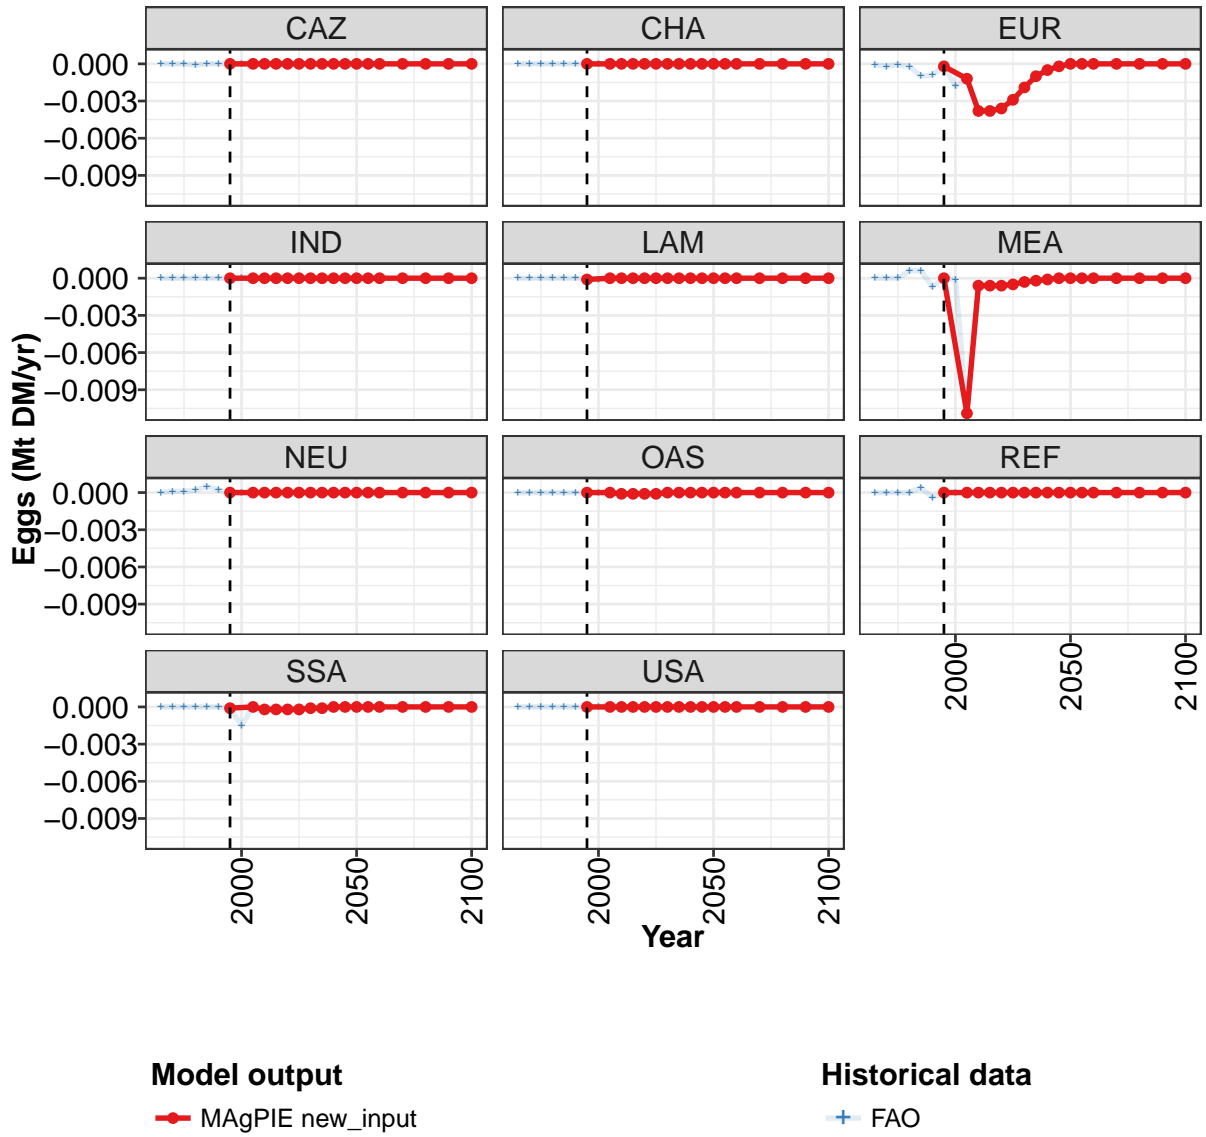 CAZ CHA EUR
0.000
−0.003
−0.006
−0.009
IND LAM MEA
0.000
−0.003
−0.006
−0.009
NEU OAS REF
0.000
−0.003
−0.006
−0.009
2000 2050 2100
SSA USA
0.000
−0.003
−0.006
−0.009
2000 2050 2100 2000 2050 2100
Eggs (Mt DM/yr)
Year
Model output Historical data
MAgPIE new_input FAO